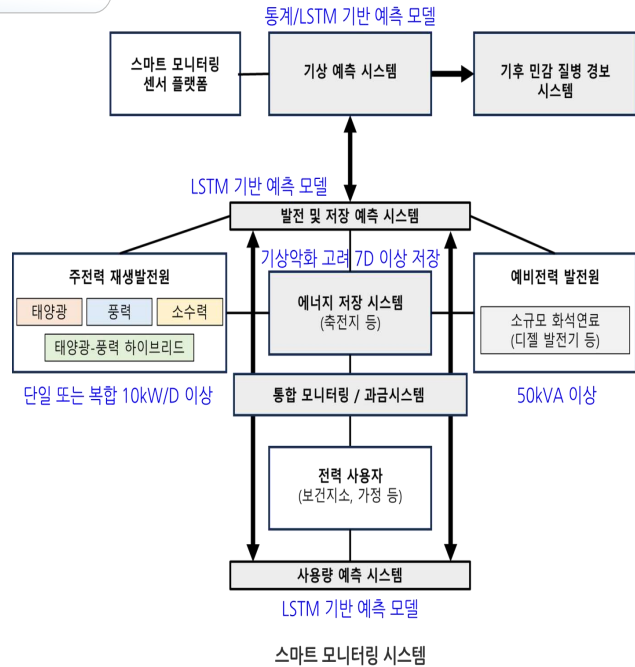 통계/LSTM 기반 예측 모델
스마트 모니터링
센서 플랫폼
기상 예측 시스템
기후 민감 질병 경보
시스템
LSTM 기반 예측 모델
발전 및 저장 예측 시스템
기상악화 고려 7D 이상 저장
주전력 재생발전원
태양광
풍력
소수력
태양광-풍력 하이브리드
에너지 저장 시스템
(축전지 등)
예비전력 발전원
소규모 화석연료
(디젤 발전기 등)
단일 또는 복합 10kW/D 이상
통합 모니터링 / 과금시스템
50kVA 이상
전력 사용자
(보건지소, 가정 등)
사용량 예측 시스템
LSTM 기반 예측 모델
스마트 모니터링 시스템